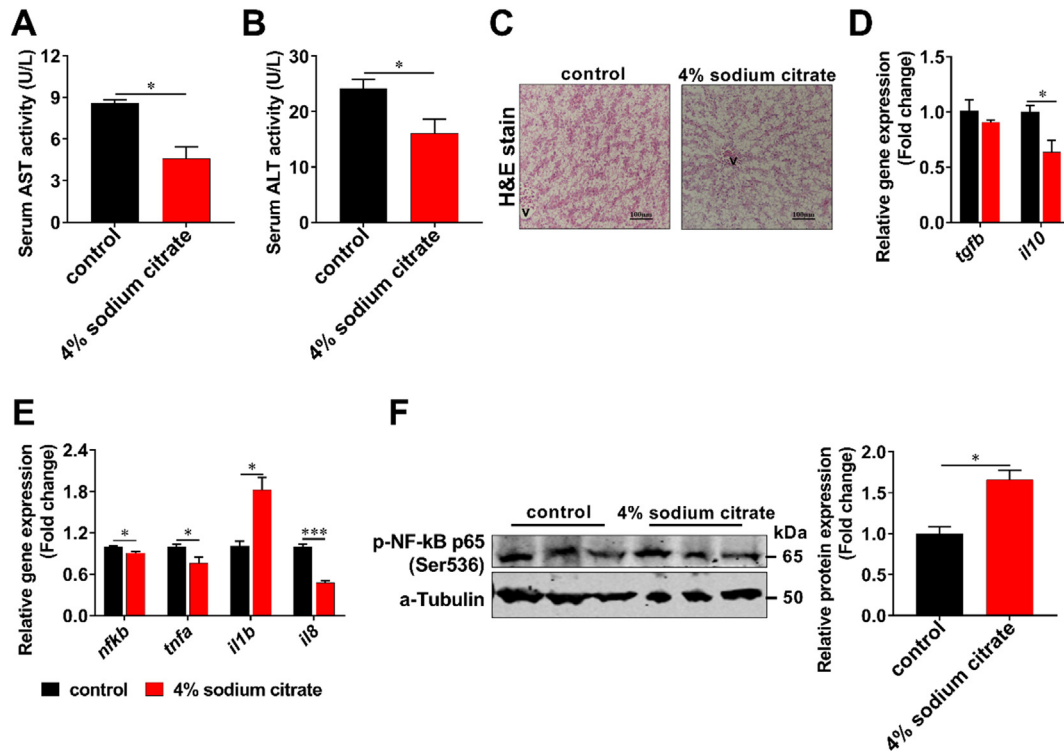 A
Serum AST activity (U/L)
12
9
6
3
0
*
control
4% sodium citrate
B
Serum ALT activity (U/L)
30
20
10
0
*
control
4% sodium citrate
C
control
4% sodium citrate
H&E stain
V
100nm
V
100nm
D
Relative gene expression
(Fold change)
1.5
1.0
0.5
0.0
*
tgfb
il10
E
Relative gene expression
(Fold change)
2.4
1.8
1.2
0.6
0.0
*
*
*
***
nfkb
tnfa
il1b
il8
control
4% sodium citrate
F
control
4% sodium citrate
kDa
p-NF-kB p65
(Ser536)
65
a-Tubulin
50
Relative protein expression
(Fold change)
2.0
1.5
1.0
0.5
0.0
*
control
4% sodium citrate